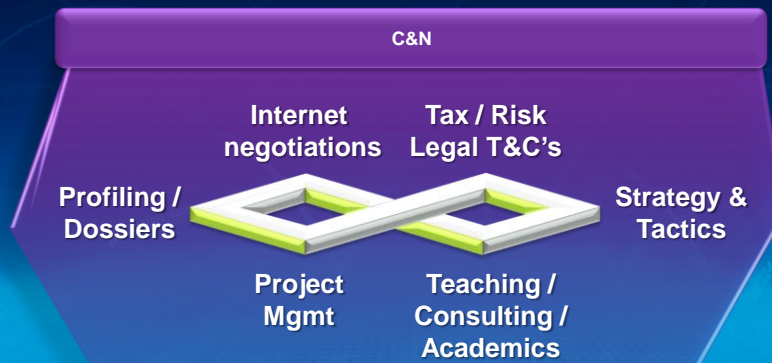 C&N
Internet
negotiations
Tax / Risk
Legal T&C's
Profiling /
Dossiers
Strategy &
Tactics
Project
Mgmt
Teaching /
Consulting /
Academics